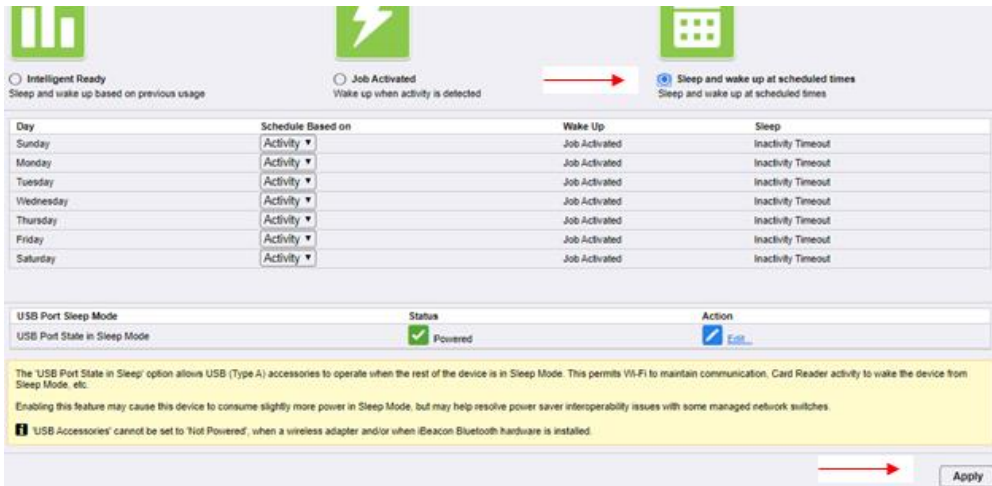 Intelligent Ready
Sleep and wake up based on previous usage
Job Activated
Wake up when activity is detected
Sleep and wake up at scheduled times
Sleep and wake up at scheduled times
Day Schedule Based on Wake Up Sleep
Sunday Activity Job Activated Inactivity Timeout
Monday Activity Job Activated Inactivity Timeout
Tuesday Activity Job Activated Inactivity Timeout
Wednesday Activity Job Activated Inactivity Timeout
Thursday Activity Job Activated Inactivity Timeout
Friday Activity Job Activated Inactivity Timeout
Saturday Activity Job Activated Inactivity Timeout
USB Port Sleep Mode Status Action
USB Port State in Sleep Mode Powered Edit...
The 'USB Port State in Sleep' option allows USB (Type A) accessories to operate when the rest of the device is in Sleep Mode. This permits Wi-Fi to maintain communication, Card Reader activity to wake the device from
Sleep Mode, etc.
Enabling this feature may cause this device to consume slightly more power in Sleep Mode, but may help resolve power saver interoperability issues with some managed network switches.
'USB Accessories' cannot be set to 'Not Powered', when a wireless adapter and/or when iBeacon Bluetooth hardware is installed.
Apply